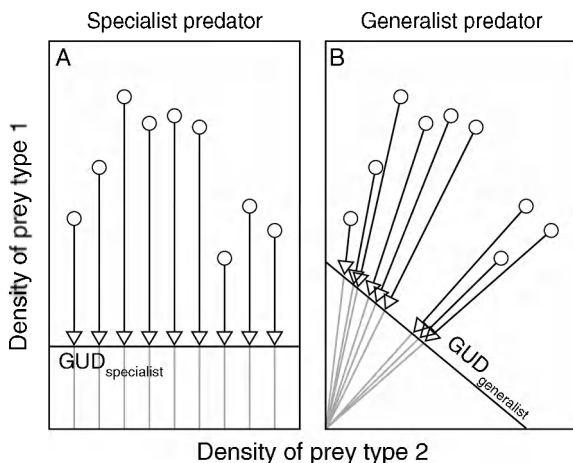 Specialist predator
Generalist predator
A
B
Density of prey type 1
GUDspecialist
GUDgeneralist
Density of prey type 2